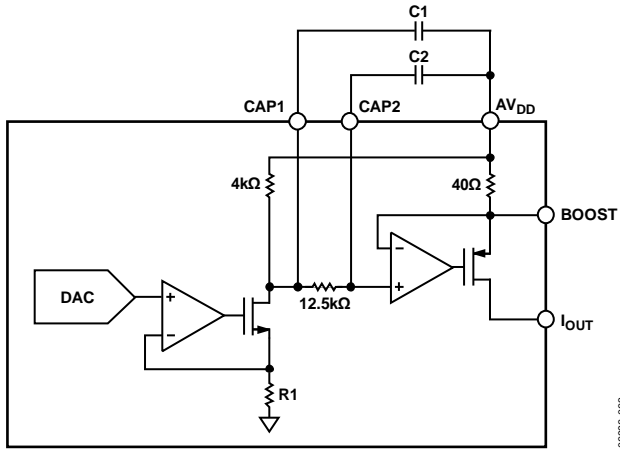 C1
C2
CAP1
CAP2
AVDD
4kΩ
40Ω
BOOST
DAC
+
−
12.5kΩ
−
+
IOUT
R1